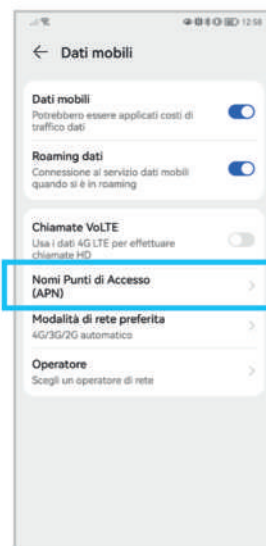 12:58
Dati mobili
Dati mobili
Potrebbero essere applicati costi di
traffico dati
Roaming dati
Connessione al servizio dati mobili
quando si è in roaming
Chiamate VoLTE
Usa i dati 4G LTE per effettuare
chiamate HD
Nomi Punti di Accesso
(APN)
Modalità di rete preferita
4G/3G/2G automatico
Operatore
Scegli un operatore di rete